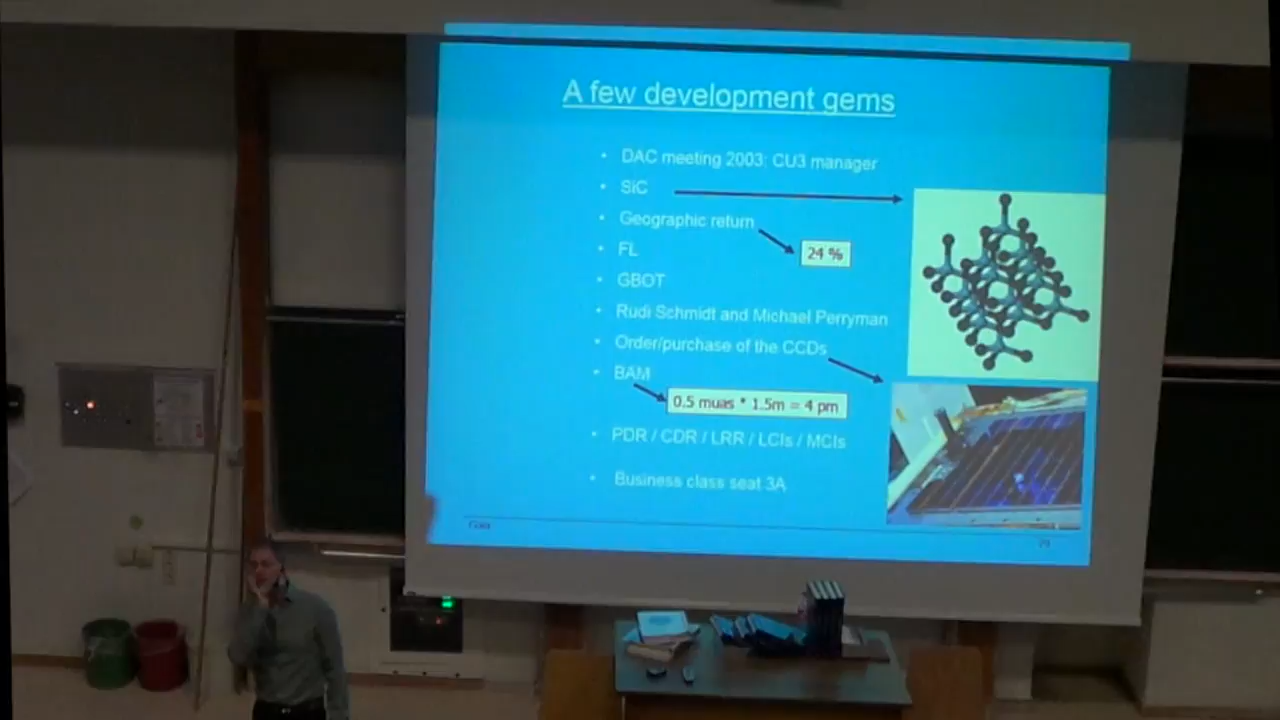 A few development gems
• DAC meeting 2003: CU3 manager
• SiC
• Geographic return
24 %
• FL
• GBOT
• Rudi Schmidt and Michael Perryman
• Order/purchase of the CCDs
• BAM
0.5 muas * 1.5m = 4 pm
• PDR / CDR / LRR / LCIs / MCIs
• Business class seat 3A